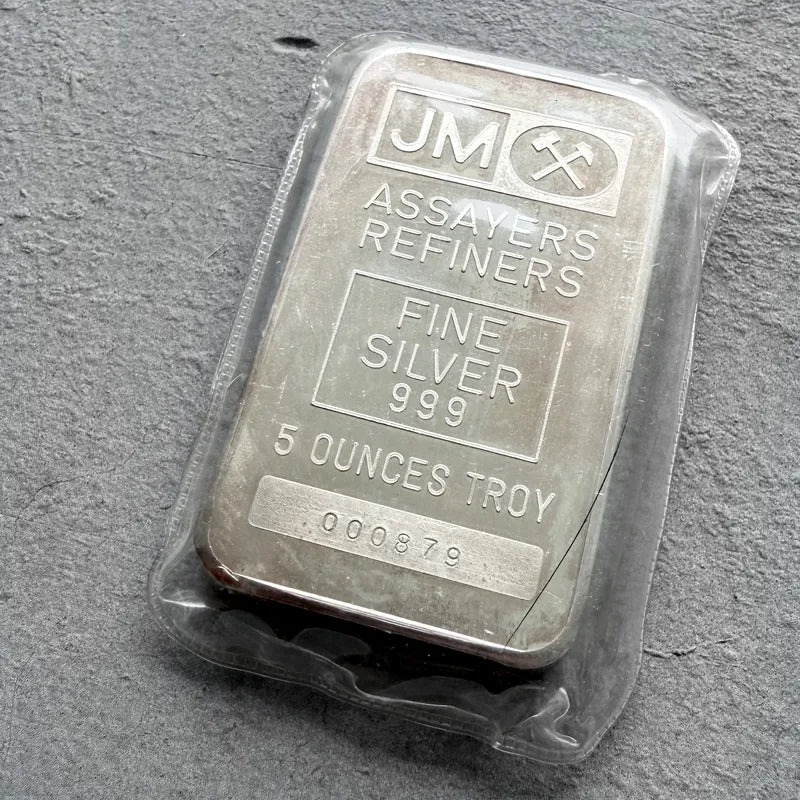 JM
ASSAYERS
REFINERS
FINE
SILVER
999
5 OUNCES TROY
000879